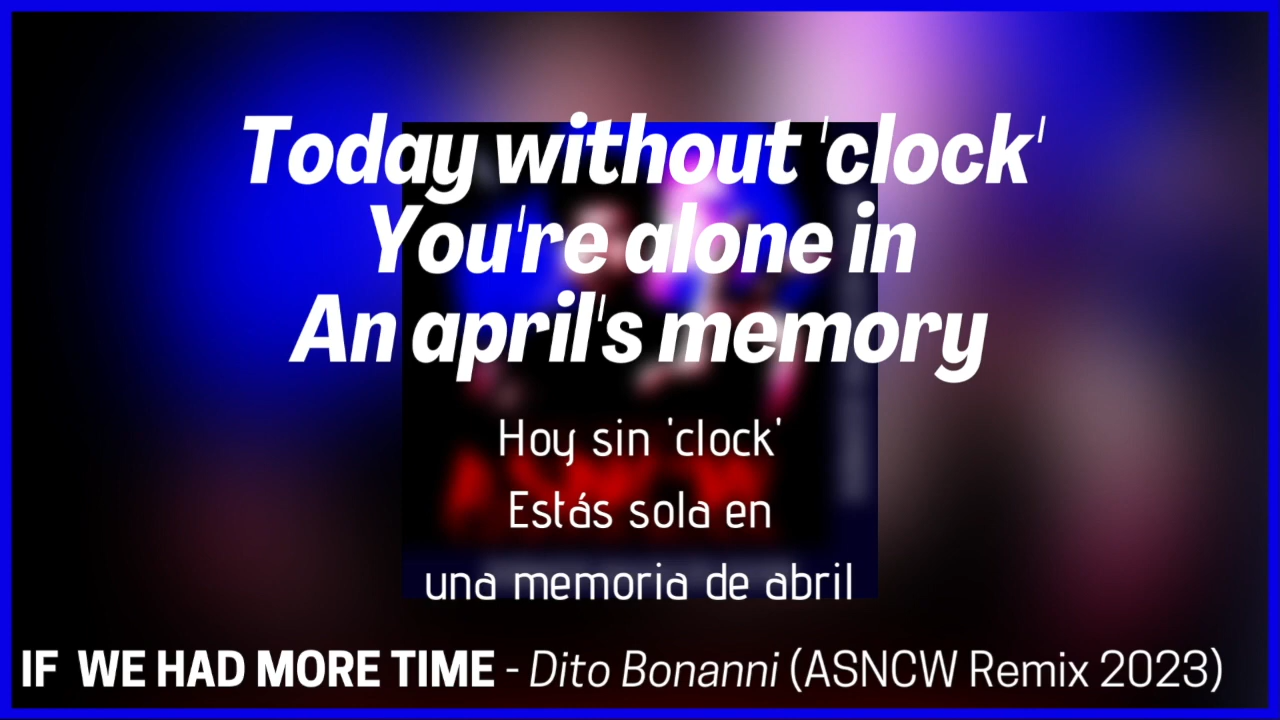 Today without 'clock'
You're alone in
An april's memory
Hoy sin 'clock'
Estás sola en
una memoria de abril
IF WE HAD MORE TIME - Dito Bonanni (ASNCW Remix 2023)